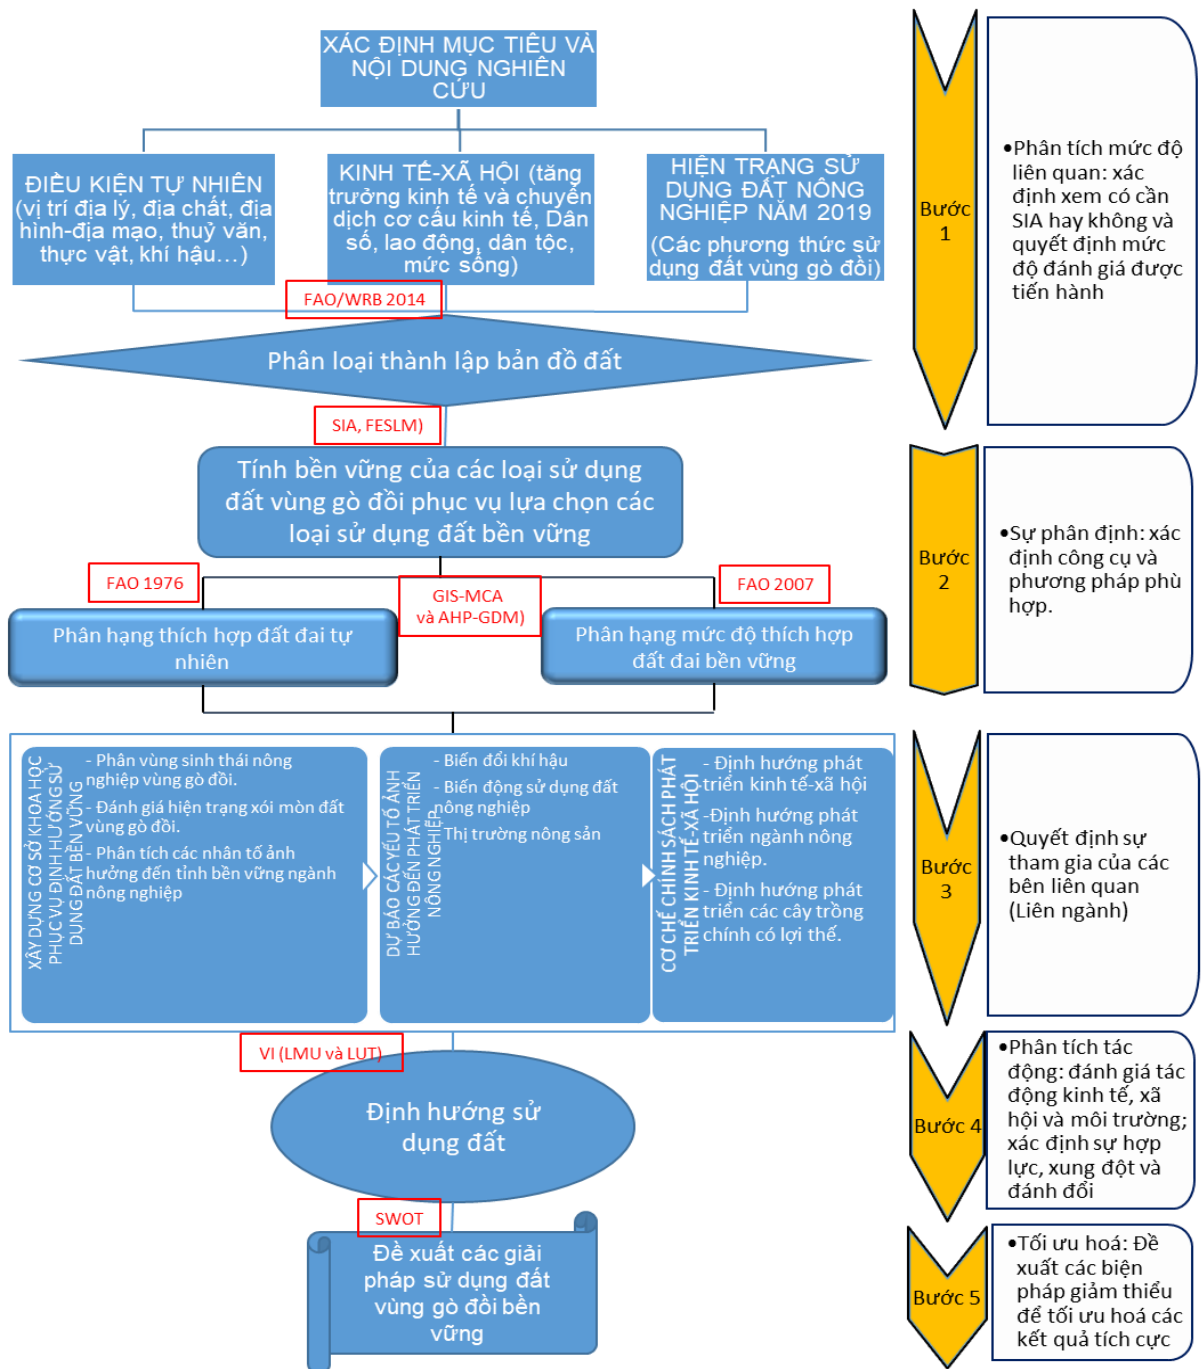 XÁC ĐỊNH MỤC TIÊU VÀ
NỘI DUNG NGHIÊN
CỨU
ĐIỀU KIỆN TỰ NHIÊN
(vị trí địa lý, địa chất, địa
hình-địa mạo, thuỷ văn,
thực vật, khí hậu...)
KINH TẾ-XÃ HỘI (tăng
trưởng kinh tế và chuyển
dịch cơ cấu kinh tế, Dân
số, lao động, dân tộc,
mức sống)
HIỆN TRẠNG SỬ
DỤNG ĐẤT NÔNG
NGHIỆP NĂM 2019
(Các phương thức sử
dụng đất vùng gò đồi)
FAO/WRB 2014
Phân loại thành lập bản đồ đất
SIA, FESLM)
Tính bền vững của các loại sử dụng
đất vùng gò đồi phục vụ lựa chọn các
loại sử dụng đất bền vững
FAO 1976
GIS-MCA
và AHP-GDM)
FAO 2007
Phân hạng thích hợp đất đai tự
nhiên
Phân hạng mức độ thích hợp
đất đai bền vững
XÂY DỰNG CƠ SỞ KHOA HỌC
PHỤC VỤ ĐỊNH HƯỚNG SỬ
DỤNG ĐẤT BỀN VỮNG
- Phân vùng sinh thái nông
nghiệp vùng gò đồi.
- Đánh giá hiện trạng xói mòn đất
vùng gò đồi.
- Phân tích các nhân tố ảnh
hưởng đến tỉnh bền vững ngành
nông nghiệp
DỰ BÁO CÁC YẾU TỐ ẢNH
HƯỞNG ĐẾN PHÁT TRIỂN
NÔNG NGHIỆP
- Biến đổi khí hậu
- Biến động sử dụng đất
nông nghiệp
- Thị trường nông sản
CƠ CHẾ CHÍNH SÁCH PHÁT
TRIỂN KINH TẾ-XÃ HỘI
- Định hướng phát
triển kinh tế-xã hội
-Định hướng phát
triển ngành nông
nghiệp.
- Định hướng phát
triển các cây trồng
chính có lợi thế.
VI (LMU và LUT)
Định hướng sử
dụng đất
SWOT
Đề xuất các giải
pháp sử dụng đất
vùng gò đồi bền
vững
Bước
1
•Phân tích mức độ
liên quan: xác
định xem có cần
SIA hay không và
quyết định mức
độ đánh giá được
tiến hành
Bước
2
•Sự phân định: xác
định công cụ và
phương pháp phù
hợp.
Bước
3
•Quyết định sự
tham gia của các
bên liên quan
(Liên ngành)
Bước 4
•Phân tích tác
động: đánh giá tác
động kinh tế, xã
hội và môi trường;
xác định sự hợp
lực, xung đột và
đánh đổi
Bước 5
•Tối ưu hoá: Đề
xuất các biện
pháp giảm thiểu
để tối ưu hoá các
kết quả tích cực